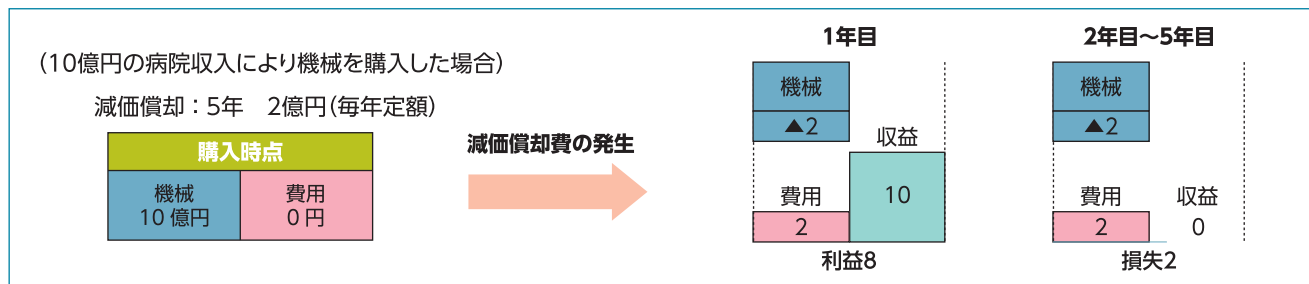 (10億円の病院収入により機械を購入した場合)
減価償却：5年　2億円(毎年定額)
購入時点
機械
10 億円
費用
0 円
減価償却費の発生
1年目
機械
▲2
収益
費用
10
2
利益8
2年目～5年目
機械
▲2
費用
収益
2
0
損失2